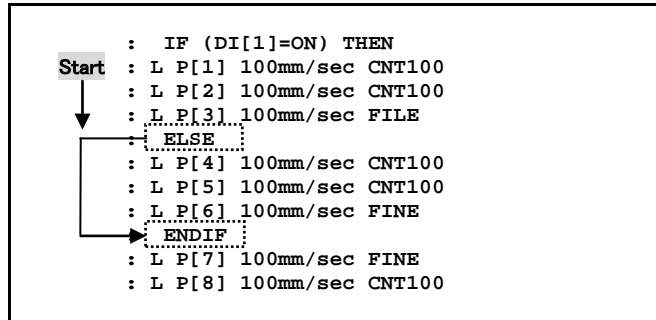 :  IF (DI[1]=ON) THEN
Start : L P[1] 100mm/sec CNT100
: L P[2] 100mm/sec CNT100
: L P[3] 100mm/sec FILE
: ELSE
: L P[4] 100mm/sec CNT100
: L P[5] 100mm/sec CNT100
: L P[6] 100mm/sec FINE
: ENDIF
: L P[7] 100mm/sec FINE
: L P[8] 100mm/sec CNT100